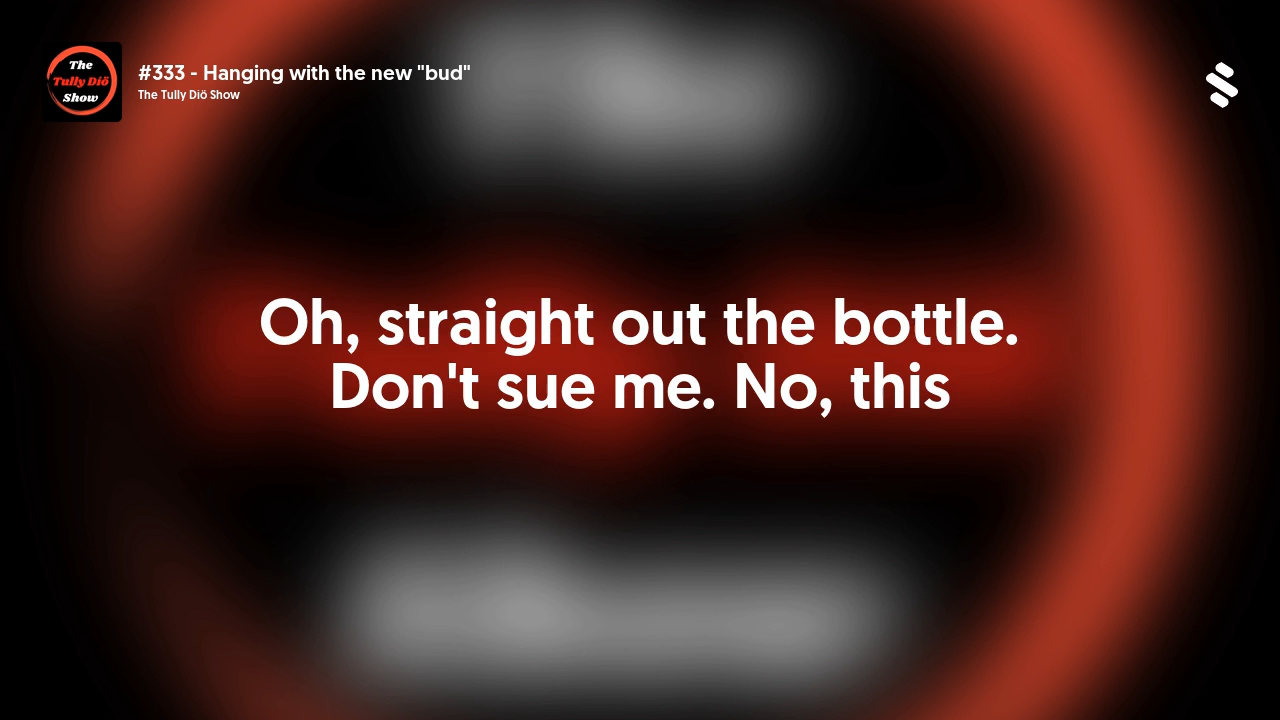 The
Tully Diö
Show
#333 - Hanging with the new "bud"
The Tully Diö Show
Oh, straight out the bottle.
Don't sue me. No, this